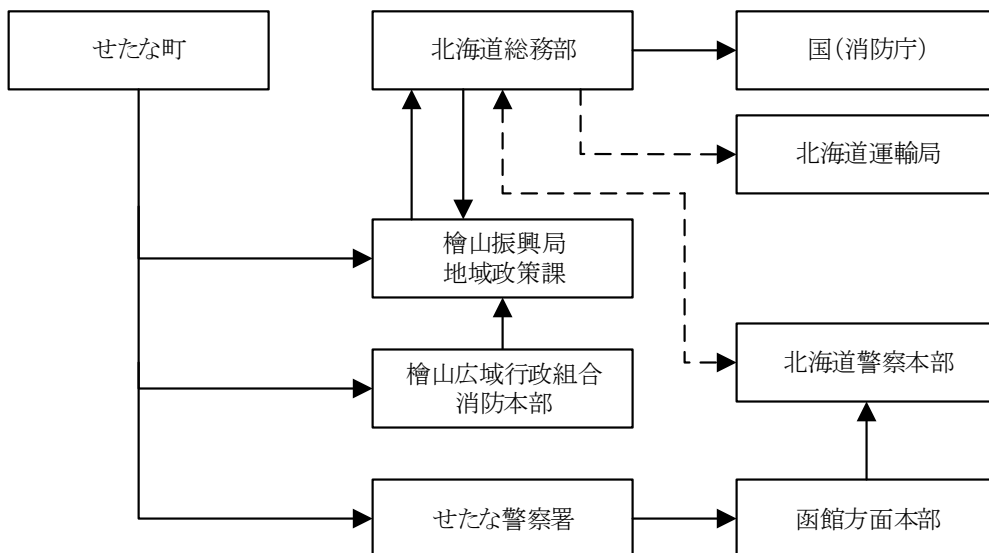 せたな町
北海道総務部
国（消防庁）
北海道運輸局
檜山振興局
地域政策課
檜山広域行政組合
消防本部
北海道警察本部
せたな警察署
函館方面本部